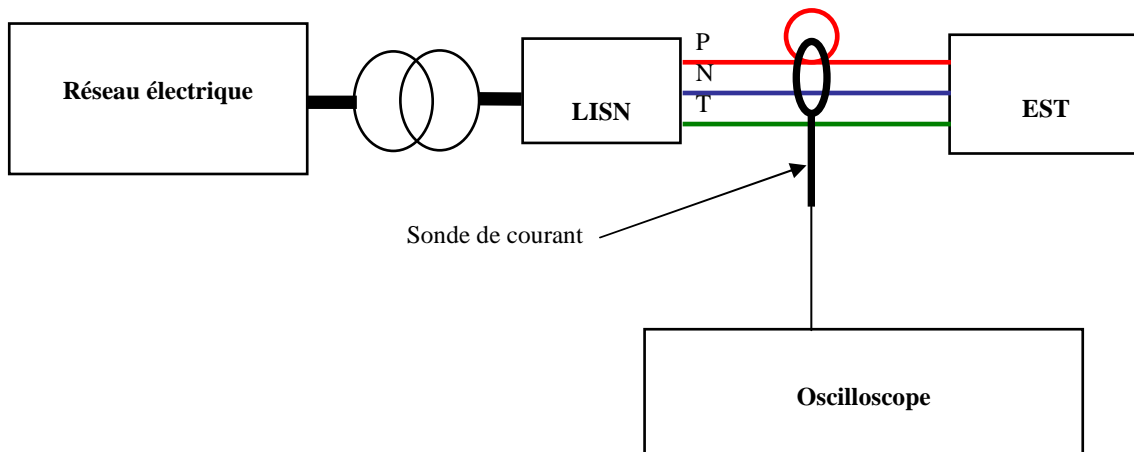 Réseau électrique
LISN
P
N
T
EST
Sonde de courant
Oscilloscope